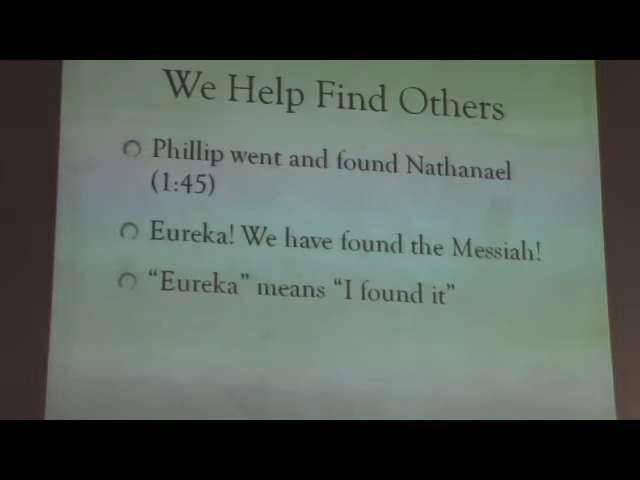 We Help Find Others
Phillip went and found Nathanael
(1:45)
Eureka! We have found the Messiah!
“Eureka” means “I found it”